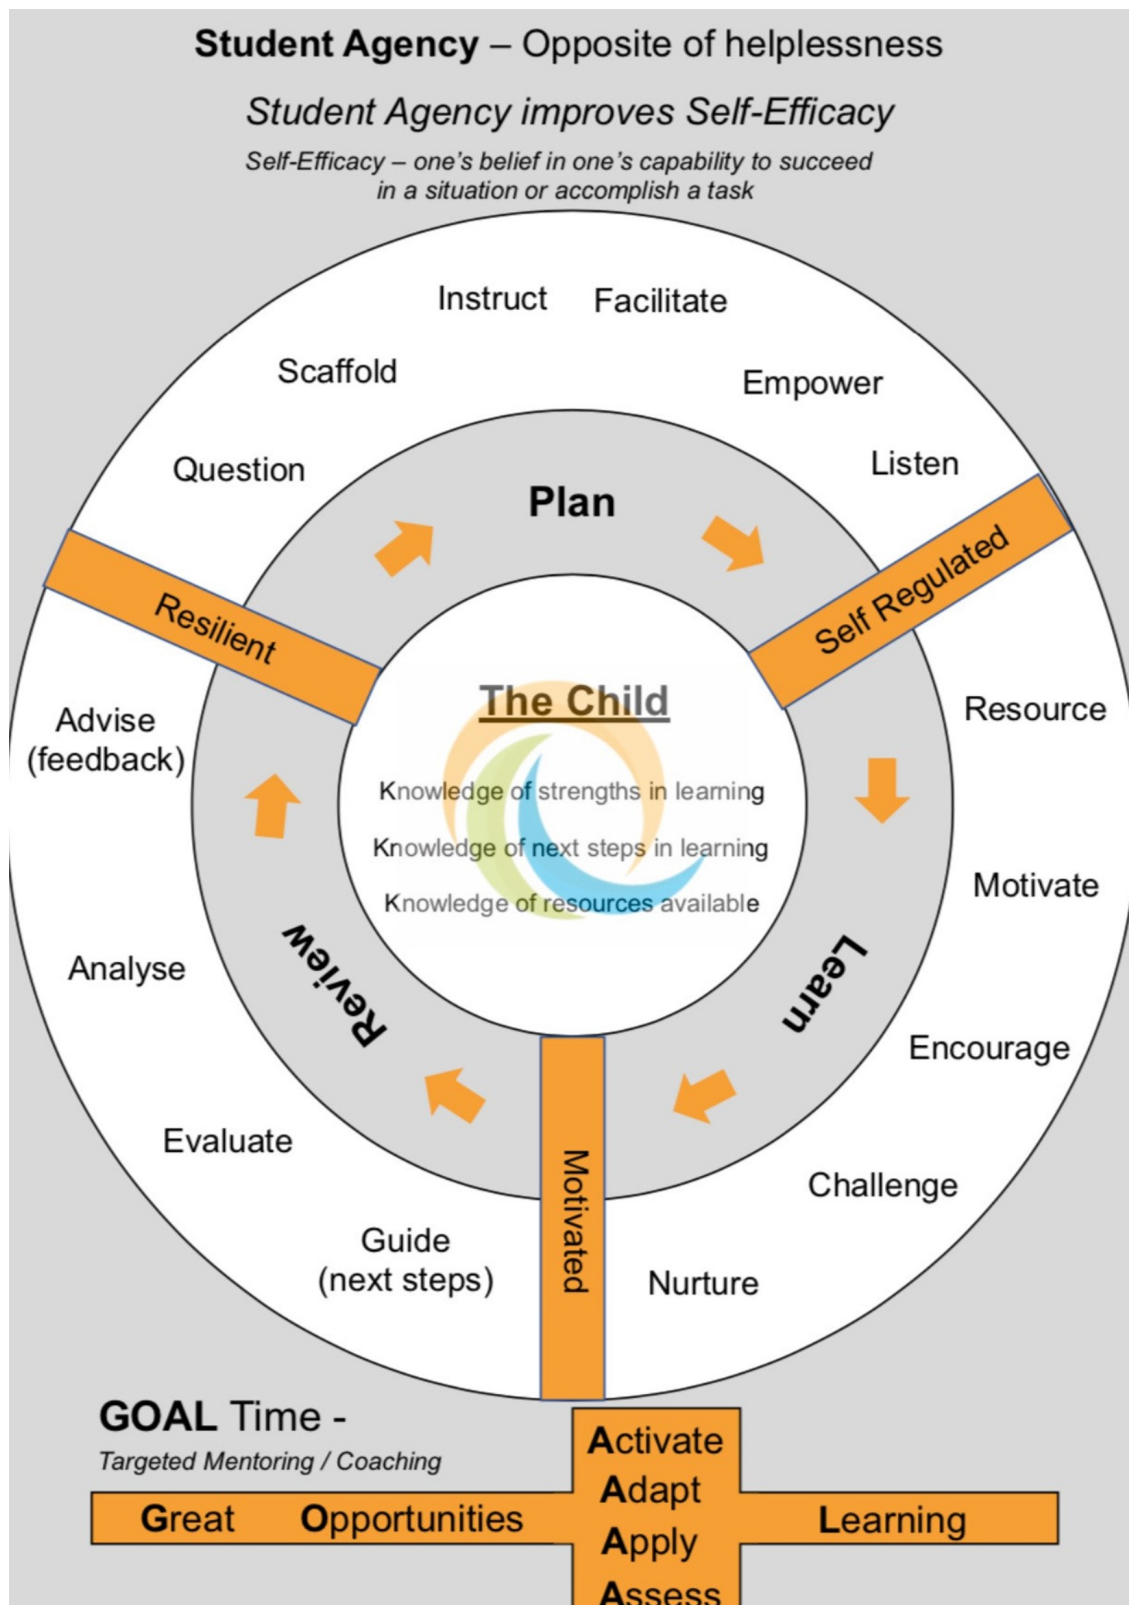 Student Agency – Opposite of helplessness
Student Agency improves Self-Efficacy
Self-Efficacy – one's belief in one's capability to succeed
in a situation or accomplish a task
Instruct
Facilitate
Scaffold
Empower
Question
Listen
Plan
Resilient
Self Regulated
The Child
Knowledge of strengths in learning
Knowledge of next steps in learning
Knowledge of resources available
Advise
(feedback)
Resource
Motivate
Analyse
Review
Learn
Encourage
Evaluate
Challenge
Guide
(next steps)
Motivated
Nurture
GOAL Time -
Targeted Mentoring / Coaching
Activate
Adapt
Great Opportunities
Learning
Apply
Assess